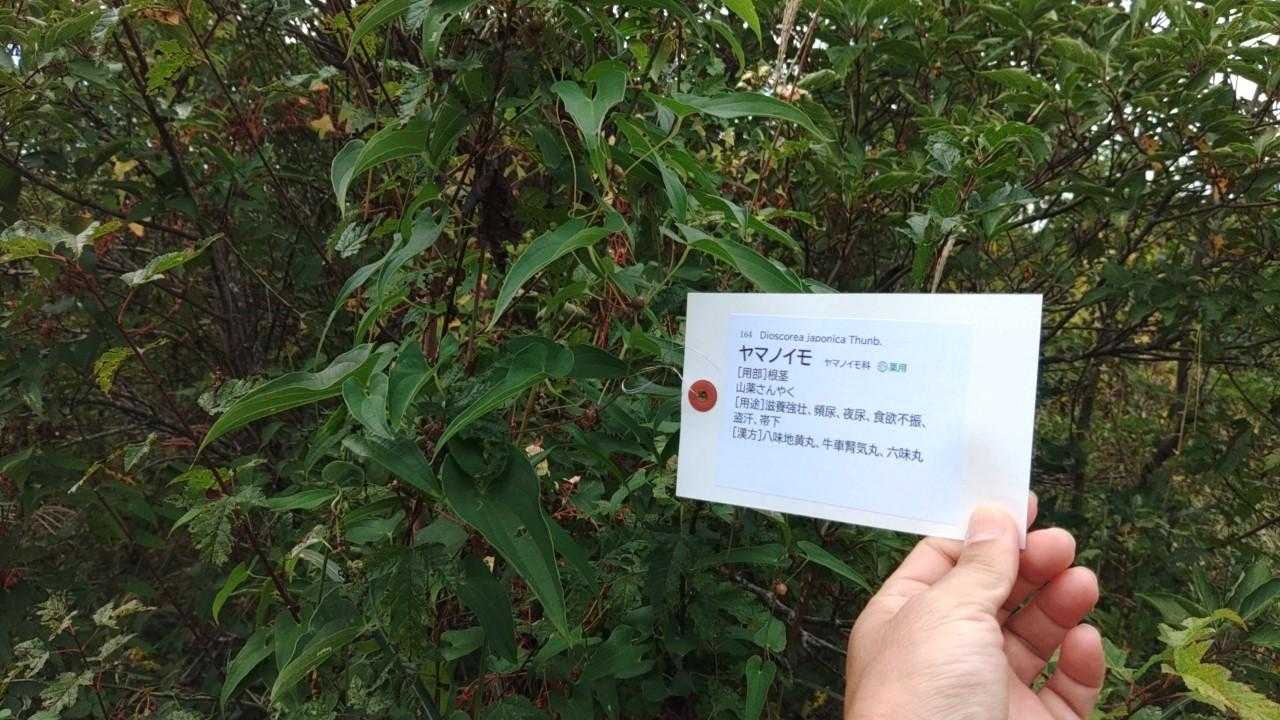 164 Dioscorea japonica Thunb.
ヤマノイモ ヤマノイモ科 薬用
[用部]根茎
山薬さんやく
[用途]滋養強壮、頻尿、夜尿、食欲不振、
盗汗、帯下
[漢方]八味地黄丸、牛車腎気丸、六味丸